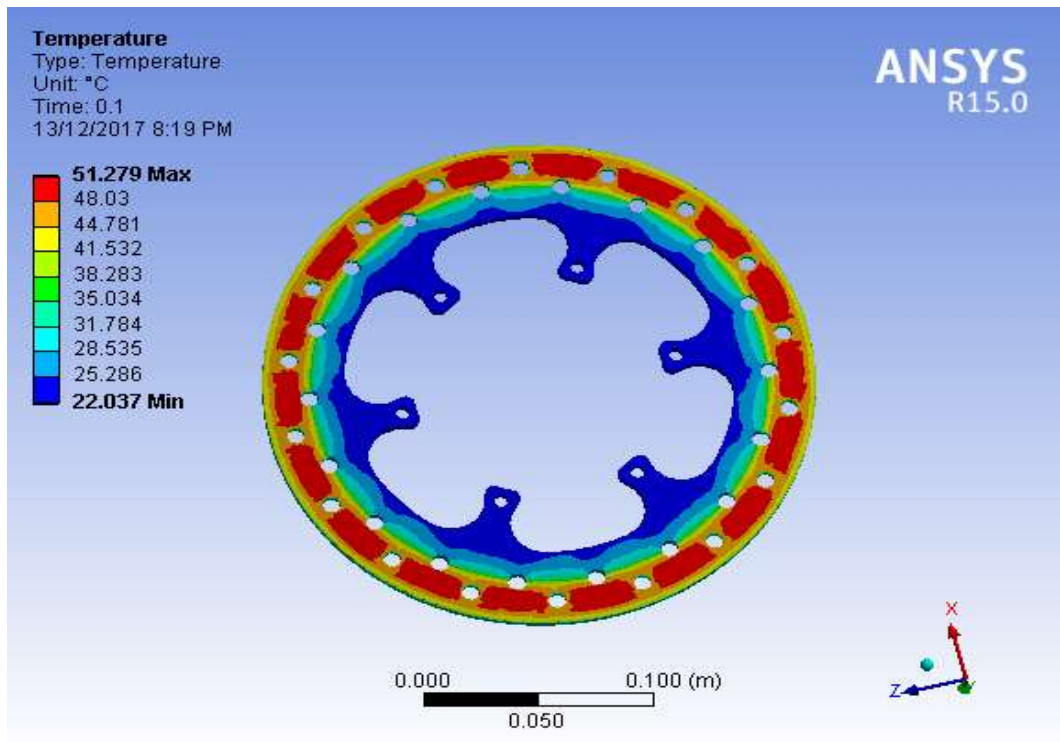 Temperature
Type: Temperature
Unit: °C
Time: 0.1
13/12/2017 8:19 PM
ANSYS
R15.0
51.279 Max
48.03
44.781
41.532
38.283
35.034
31.784
28.535
25.286
22.037 Min
0.000
0.100 (m)
0.050
X
Z